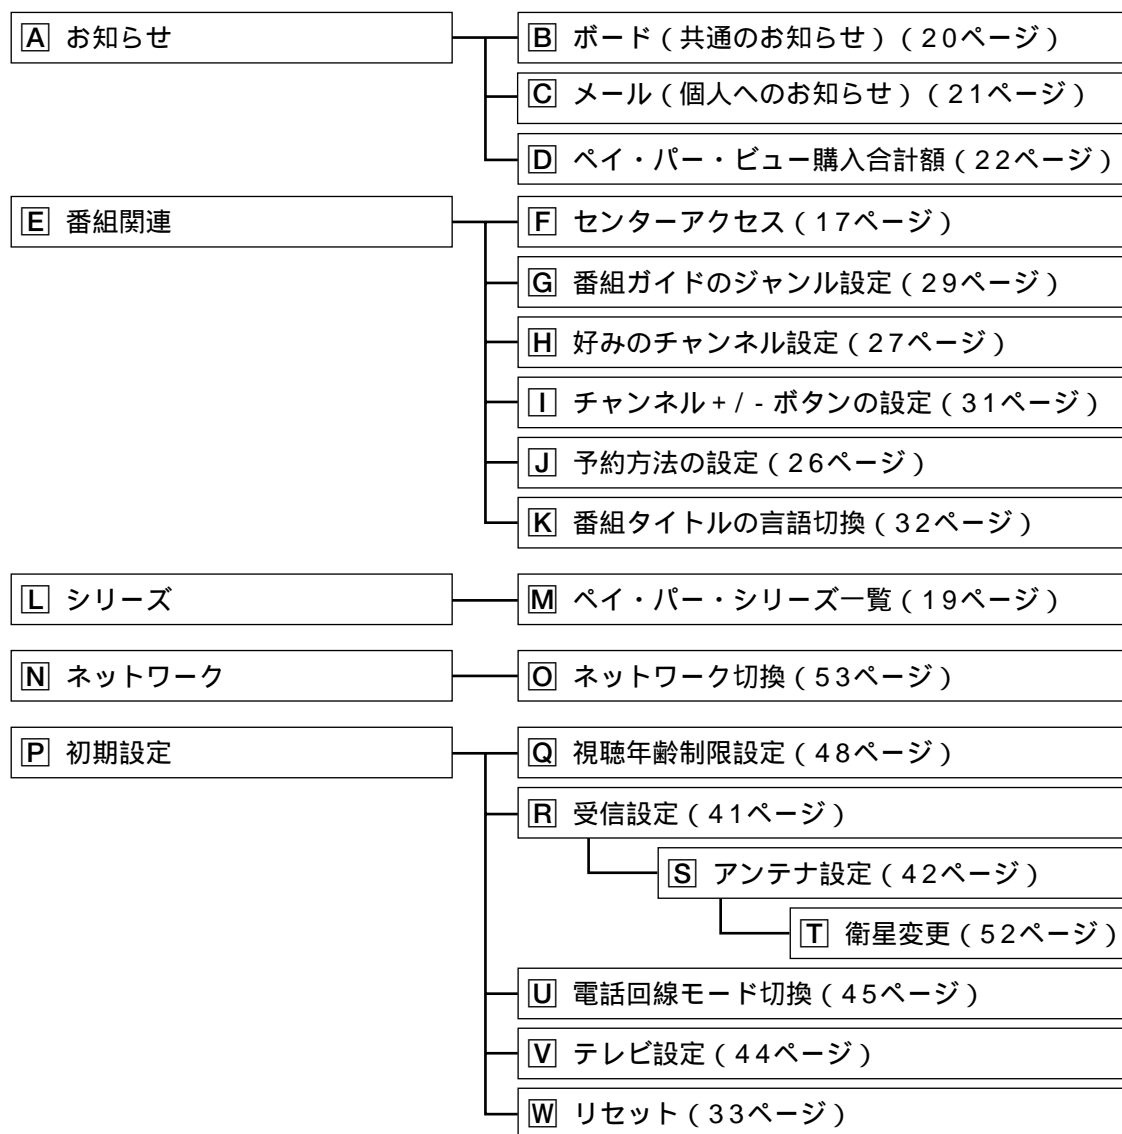 A お知らせ
B ボード(共通のお知らせ)(20ページ)
C メール(個人へのお知らせ)(21ページ)
D ペイ・パー・ビュー購入合計額(22ページ)
E 番組関連
F センターアクセス(17ページ)
G 番組ガイドのジャンル設定(29ページ)
H 好みのチャンネル設定(27ページ)
I チャンネル+/-ボタンの設定(31ページ)
J 予約方法の設定(26ページ)
K 番組タイトルの言語切換(32ページ)
L シリーズ
M ペイ・パー・シリーズ一覧(19ページ)
N ネットワーク
O ネットワーク切換(53ページ)
P 初期設定
Q 視聴年齢制限設定(48ページ)
R 受信設定(41ページ)
S アンテナ設定(42ページ)
T 衛星変更(52ページ)
U 電話回線モード切換(45ページ)
V テレビ設定(44ページ)
W リセット(33ページ)